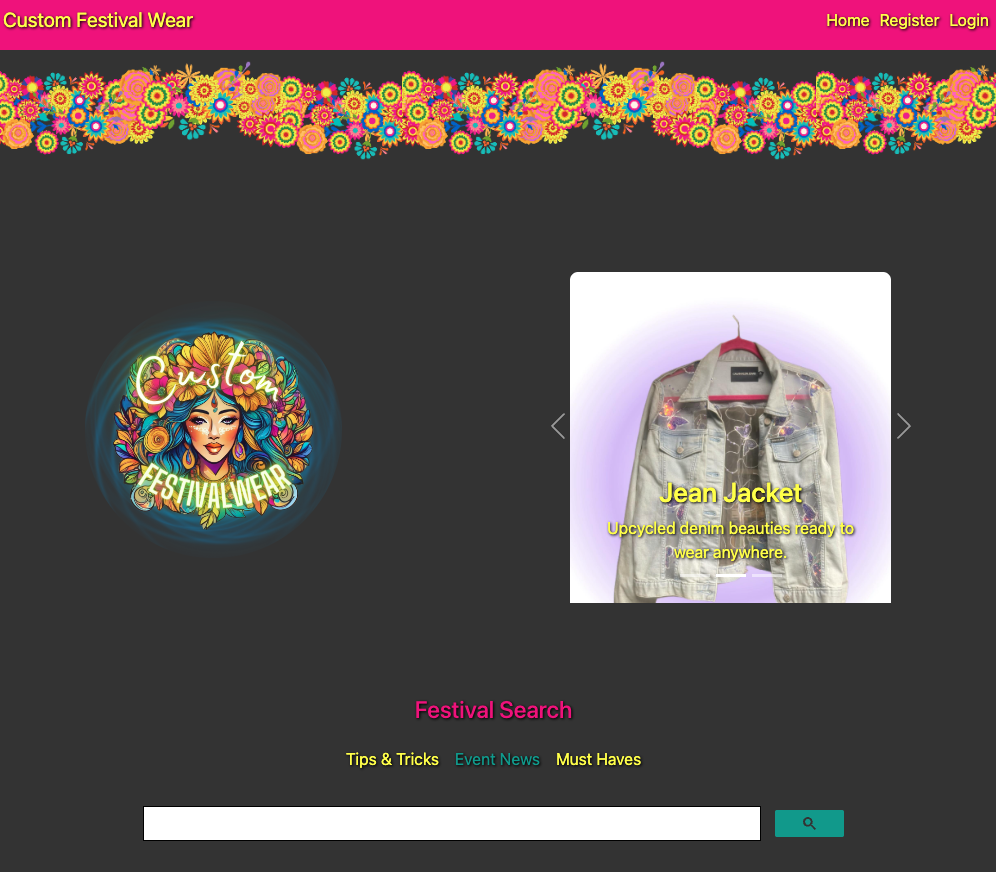 Custom Festival Wear
Home Register Login
Custom
FESTIVALWEAR
Jean Jacket
Upcycled denim beauties ready to
wear anywhere.
Festival Search
Tips & Tricks Event News Must Haves